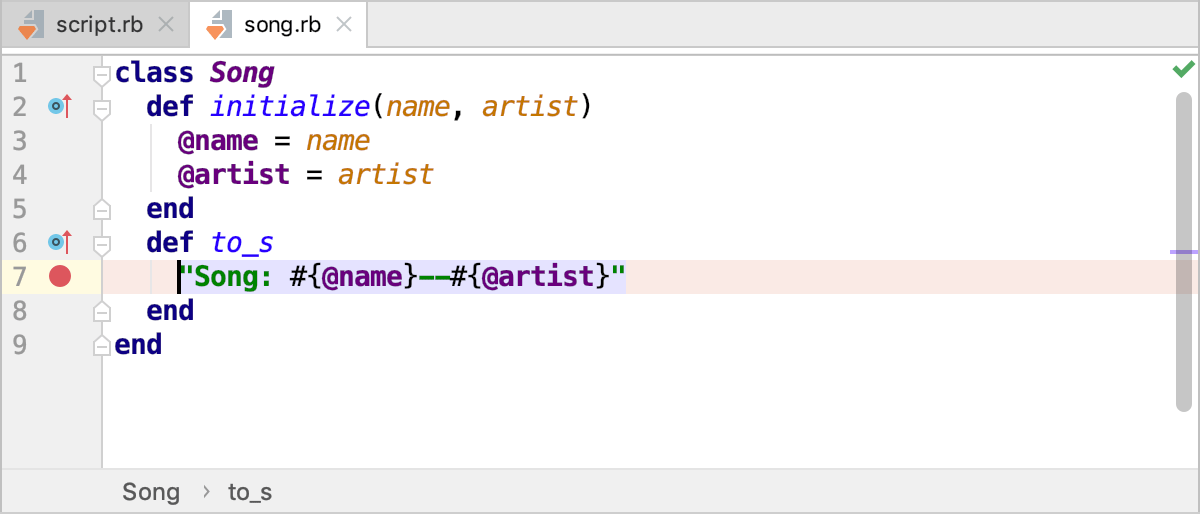 script.rb song.rb
1 class Song
2 def initialize(name, artist)
3 @name = name
4 @artist = artist
5 end
6 def to_s
7 "Song: #{@name}--#{@artist}"
8 end
9 end
Song › to_s